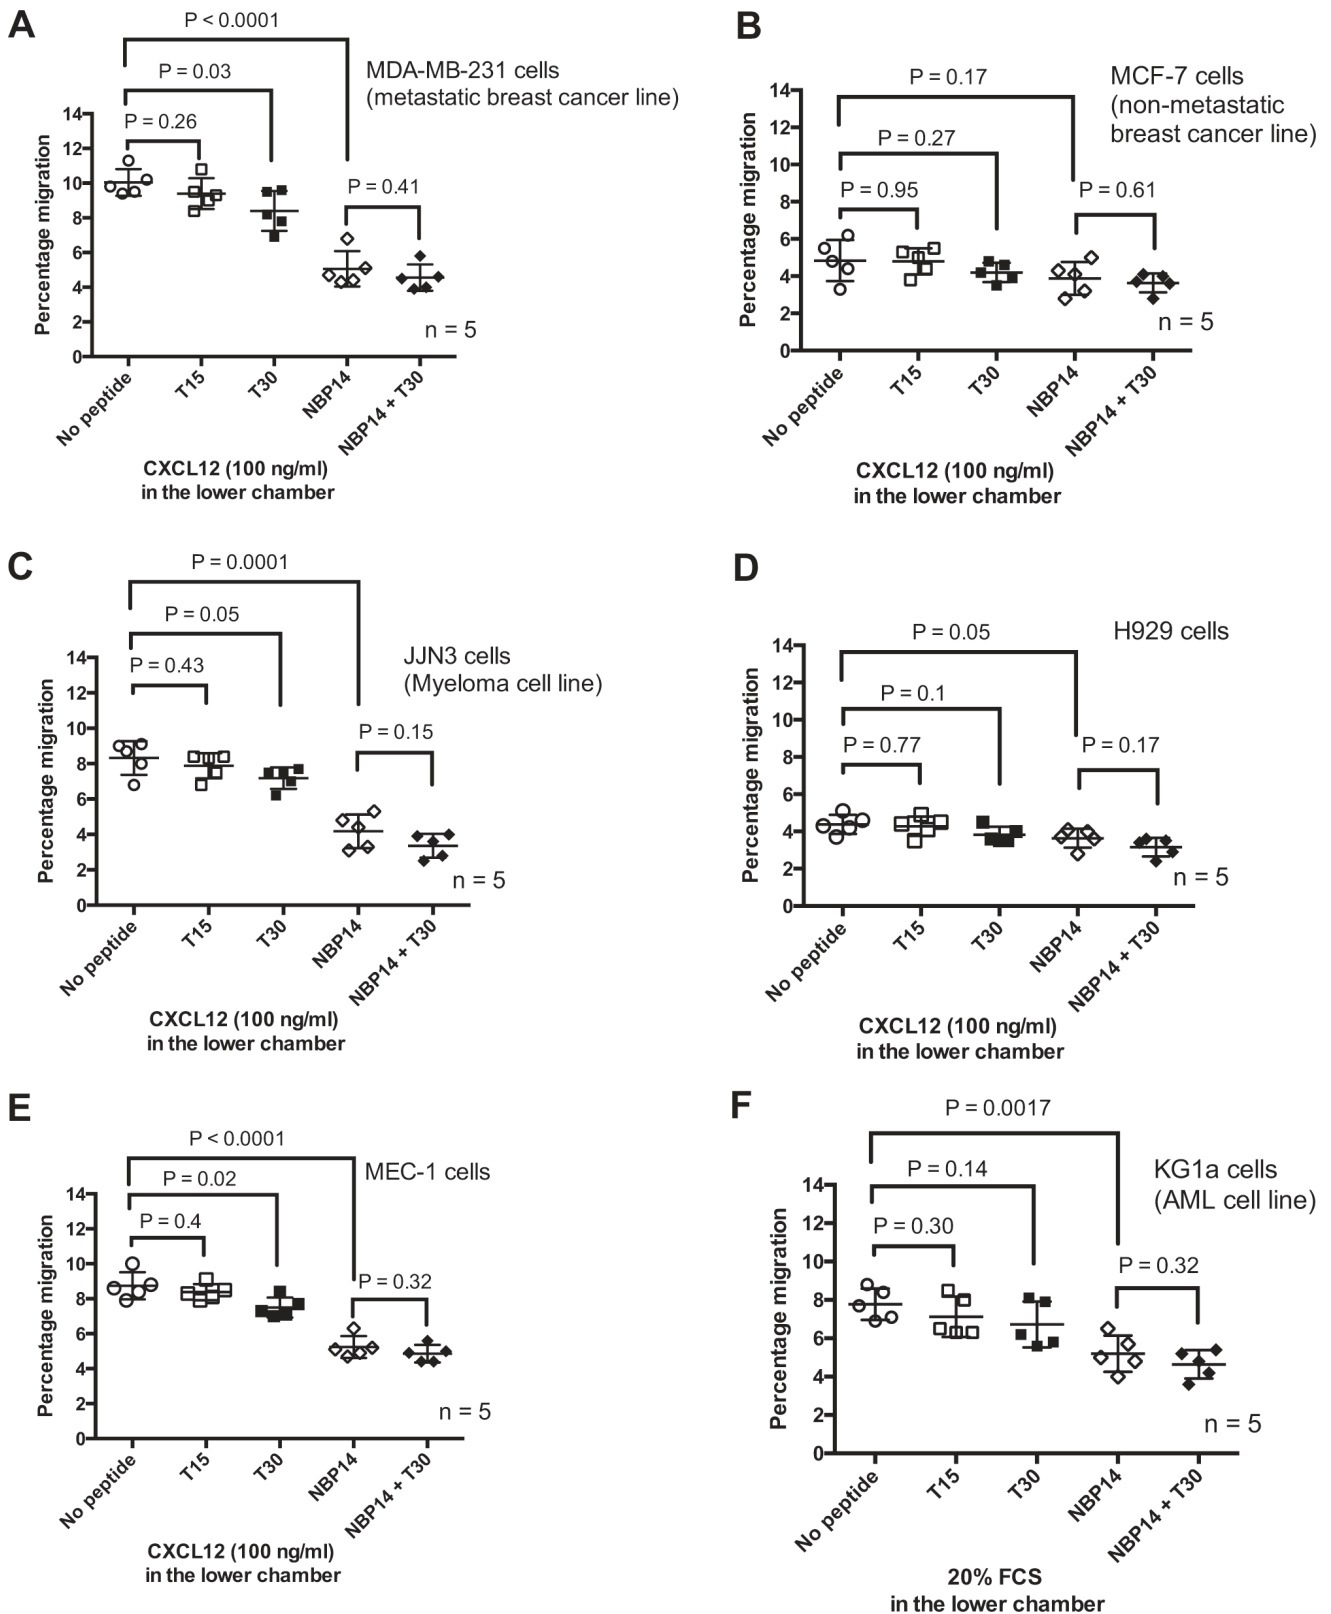 A
P < 0.0001
P = 0.03
P = 0.26
MDA-MB-231 cells
(metastatic breast cancer line)
P = 0.41
Percentage migration
14
12
10
8
6
4
2
0
n = 5
No peptide
T15
T30
NBP14
NBP14 + T30
CXCL12 (100 ng/ml)
in the lower chamber
B
P = 0.17
P = 0.27
P = 0.95
MCF-7 cells
(non-metastatic
breast cancer line)
P = 0.61
Percentage migration
14
12
10
8
6
4
2
0
n = 5
No peptide
T15
T30
NBP14
NBP14 + T30
CXCL12 (100 ng/ml)
in the lower chamber
C
P = 0.0001
P = 0.05
P = 0.43
JJN3 cells
(Myeloma cell line)
P = 0.15
Percentage migration
14
12
10
8
6
4
2
0
n = 5
No peptide
T15
T30
NBP14
NBP14 + T30
CXCL12 (100 ng/ml)
in the lower chamber
D
P = 0.05
P = 0.1
P = 0.77
H929 cells
P = 0.17
Percentage migration
14
12
10
8
6
4
2
0
n = 5
No peptide
T15
T30
NBP14
NBP14 + T30
CXCL12 (100 ng/ml)
in the lower chamber
E
P < 0.0001
P = 0.02
P = 0.4
MEC-1 cells
P = 0.32
Percentage migration
14
12
10
8
6
4
2
0
n = 5
No peptide
T15
T30
NBP14
NBP14 + T30
CXCL12 (100 ng/ml)
in the lower chamber
F
P = 0.0017
P = 0.14
P = 0.30
KG1a cells
(AML cell line)
P = 0.32
Percentage migration
14
12
10
8
6
4
2
0
n = 5
No peptide
T15
T30
NBP14
NBP14 + T30
20% FCS
in the lower chamber